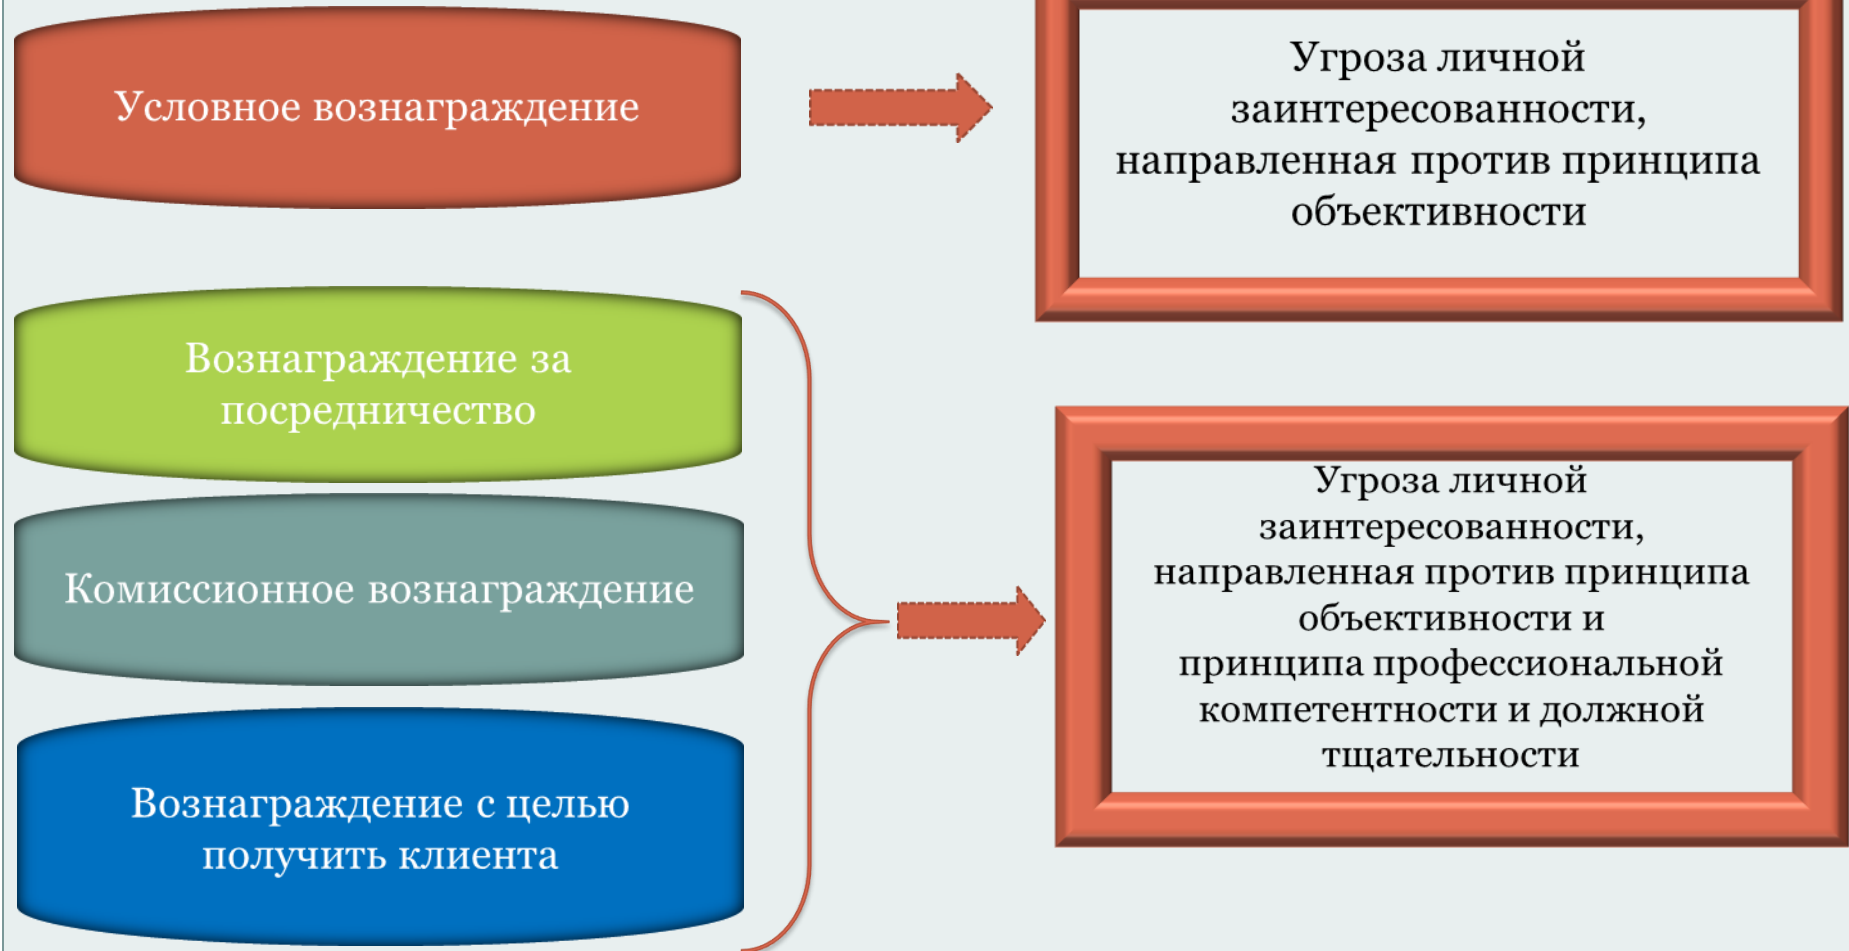 Условное вознаграждение
Угроза личной
заинтересованности,
направленная против принципа
объективности
Вознаграждение за
посредничество
Комиссионное вознаграждение
Вознаграждение с целью
получить клиента
Угроза личной
заинтересованности,
направленная против принципа
объективности и
принципа профессиональной
компетентности и должной
тщательности